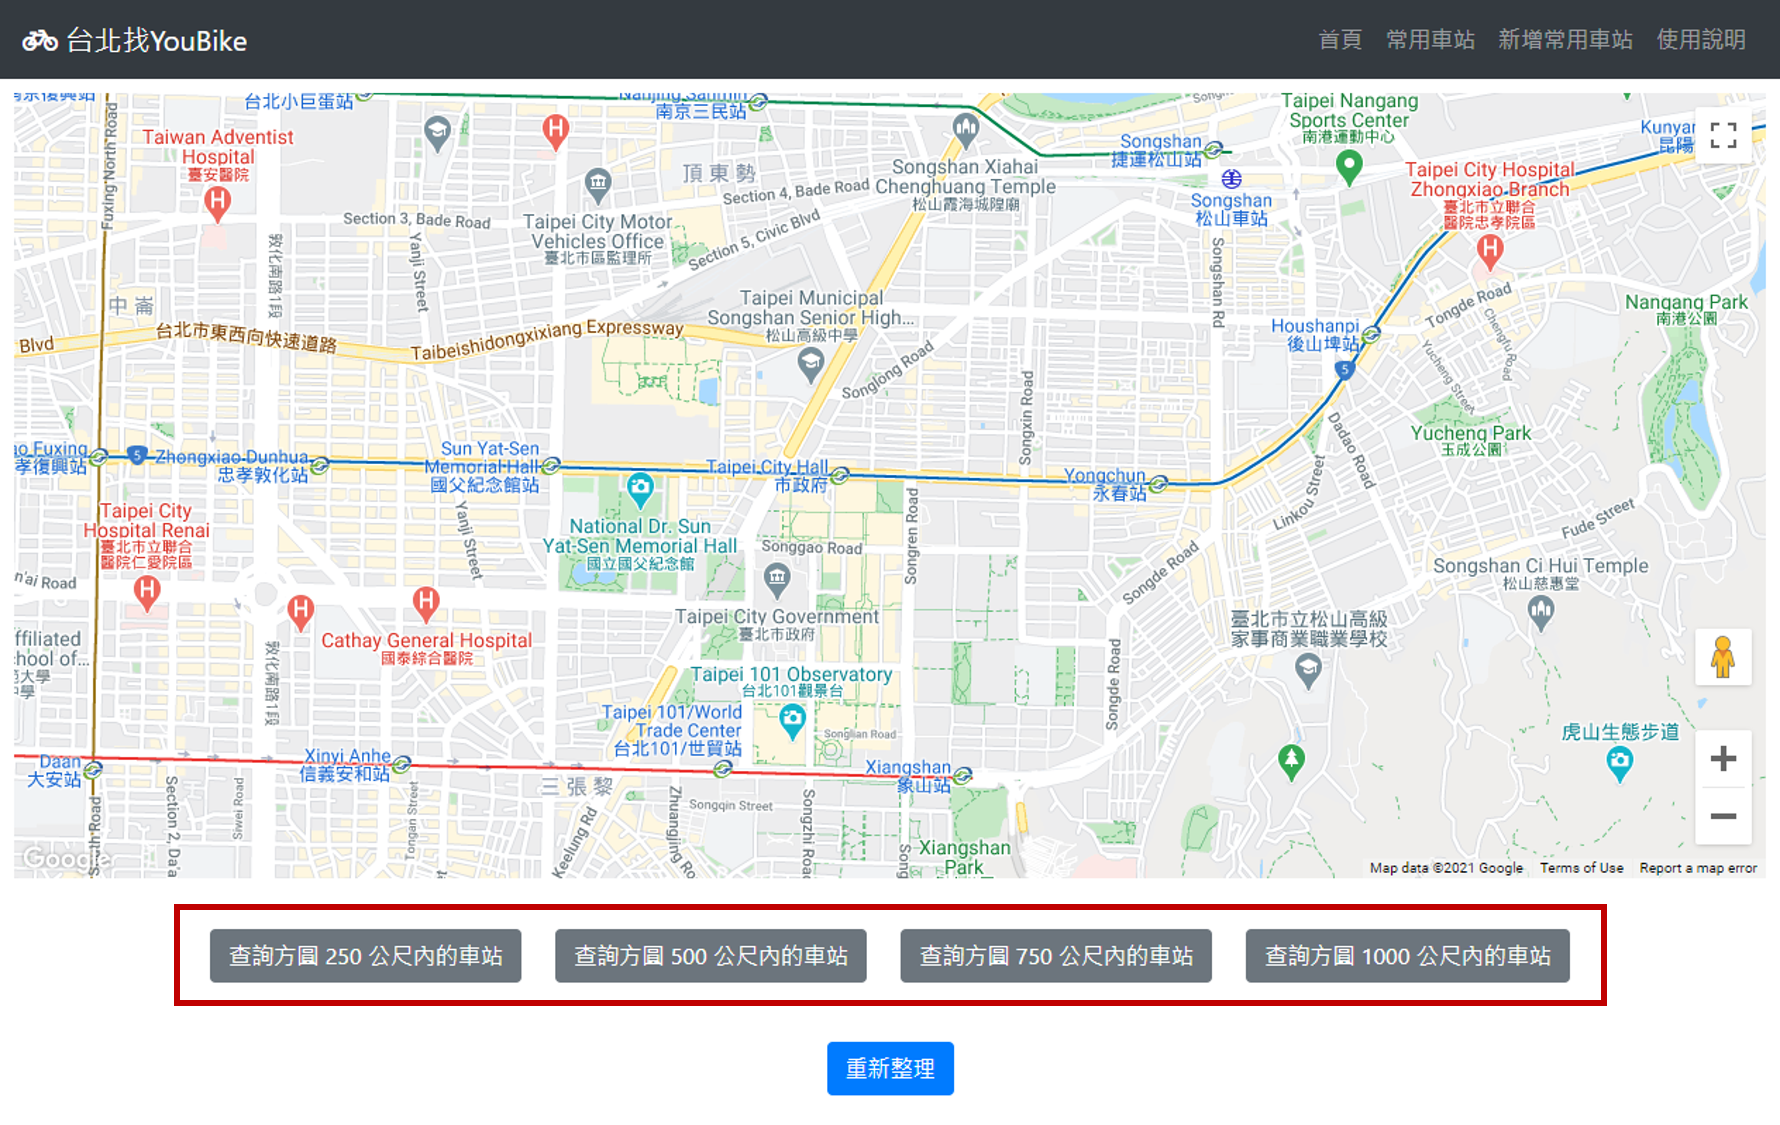 台北找YouBike
首頁 常用車站 新增常用車站 使用說明
台北小巨蛋站
南京三民站
Taiwan Adventist
Hospital
臺安醫院
Fuxing North Road
頂東勢
Songshan Xiahai
Chenghuang Temple
松山霞海城隍廟
Songshan
捷運松山站
Songshan
松山車站
Taipei Nangang
Sports Center
南港運動中心
Taipei City Hospital
Zhongxiao Branch
臺北市立聯合
醫院忠孝院區
昆陽
Section 3, Bade Road
Section 4, Bade Road
Section 5, Civic Blvd
Taipei City Motor
Vehicles Office
臺北市區監理所
Yanji Street
敦化南路1段
中崙
Taipei Municipal
Songshan Senior High...
松山高級中學
Songshan Rd
Tongde Road
Chengfu Road
Nangang Park
南港公園
Houshanpi
後山埤站
5
Blvd
台北市東西向快速道路
Taibeishidongxixiang Expressway
Songlong Road
Songxin Road
Yucheng Street
Dadao Road
Yucheng Park
玉成公園
Fuxing
孝復興站
5
Zhongxiao Dunhua
忠孝敦化站
Sun Yat-Sen
Memorial Hall
國父紀念館站
Taipei City Hall
市政府
Yongchun
永春站
Linkou Street
Fude Street
Taipei City
Hospital Renai
臺北市立聯合
醫院仁愛院區
Yanji Street
National Dr. Sun
Yat-Sen Memorial Hall
國立國父紀念館
Songgao Road
Songren Road
Songde Road
Songshan Ci Hui Temple
松山慈惠堂
n'ai Road
Taipei City Government
臺北市政府
臺北市立松山高級
家事商業職業學校
ffiliated
hool of...
Cathay General Hospital
國泰綜合醫院
敦化南路1段
Taipei 101 Observatory
台北101觀景台
Taipei 101/World
Trade Center
台北101/世貿站
Songlian Road
Songde Road
虎山生態步道
Daan
大安站
Xinyi Anhe
信義安和站
三張黎
Xiangshan
象山站
Section 2, Da'a
Siwei Road
Tongan Street
Keelung Rd
Zhuangjing Ro
Songqin Street
Songzhi Road
Song
Xiangshan
Park
Google
Map data ©2021 Google Terms of Use Report a map error
查詢方圓 250 公尺內的車站 查詢方圓 500 公尺內的車站 查詢方圓 750 公尺內的車站 查詢方圓 1000 公尺內的車站
重新整理